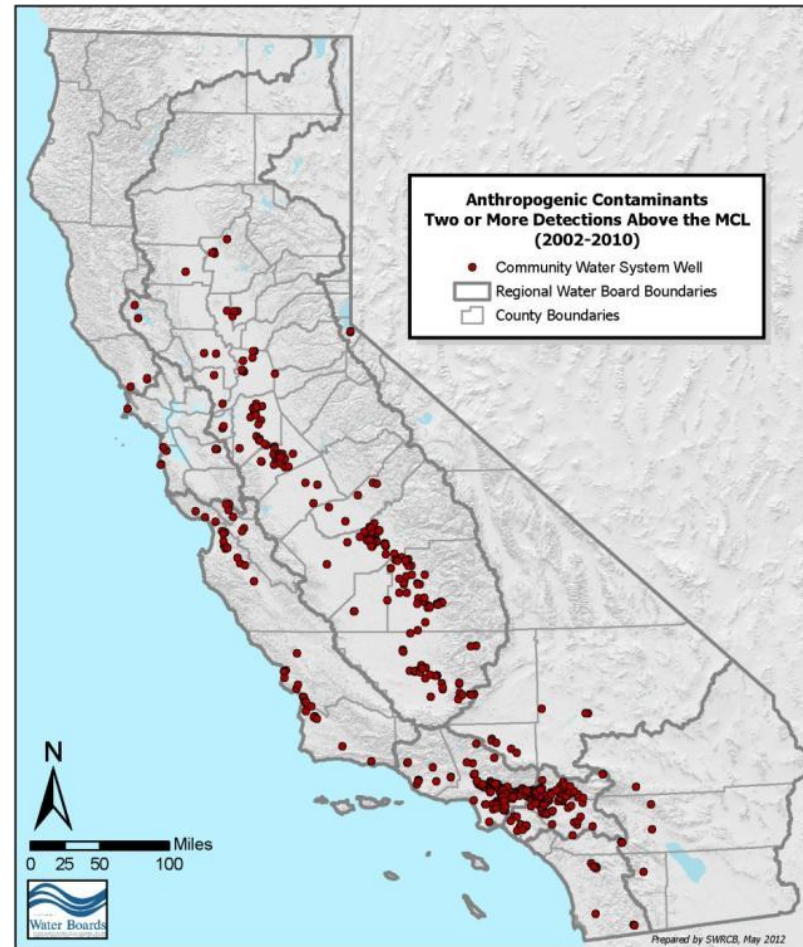 Anthropogenic Contaminants
Two or More Detections Above the MCL
(2002-2010)
Community Water System Well
Regional Water Board Boundaries
County Boundaries
N
Miles
0 25 50 100
Water Boards
Prepared by SWRCB, May 2012